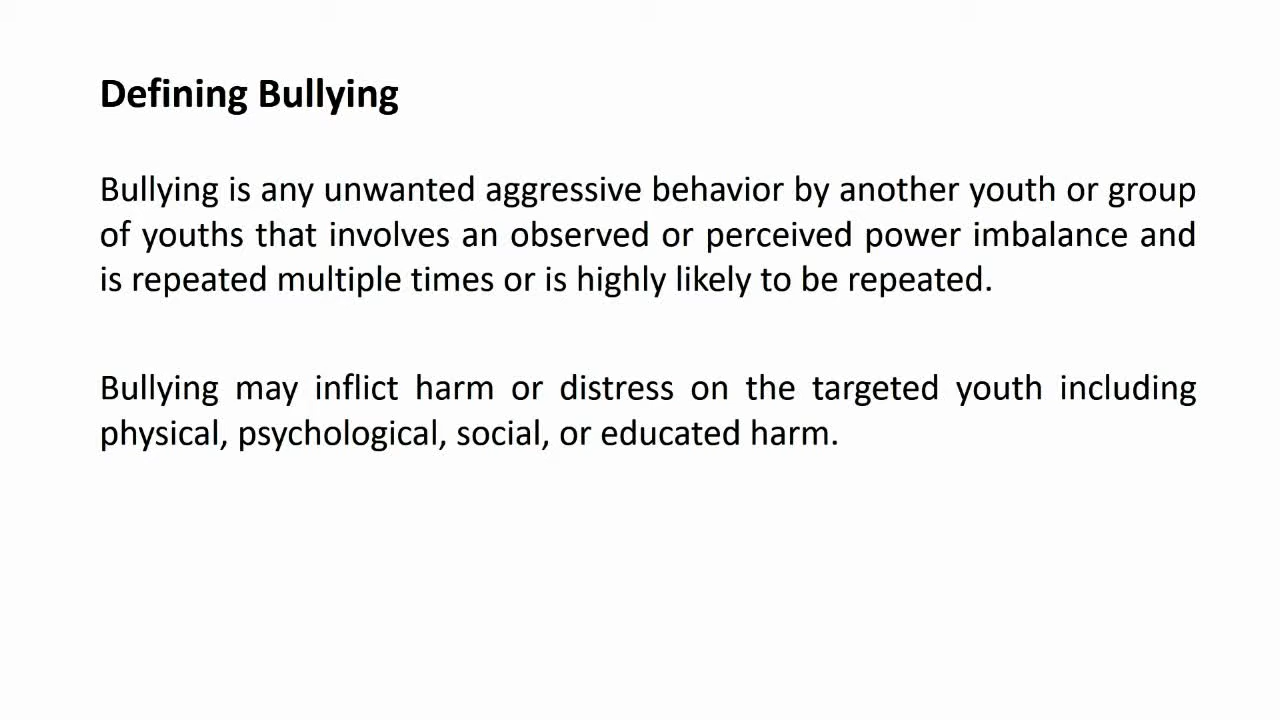 Defining Bullying
Bullying is any unwanted aggressive behavior by another youth or group
of youths that involves an observed or perceived power imbalance and
is repeated multiple times or is highly likely to be repeated.
Bullying may inflict harm or distress on the targeted youth including
physical, psychological, social, or educated harm.